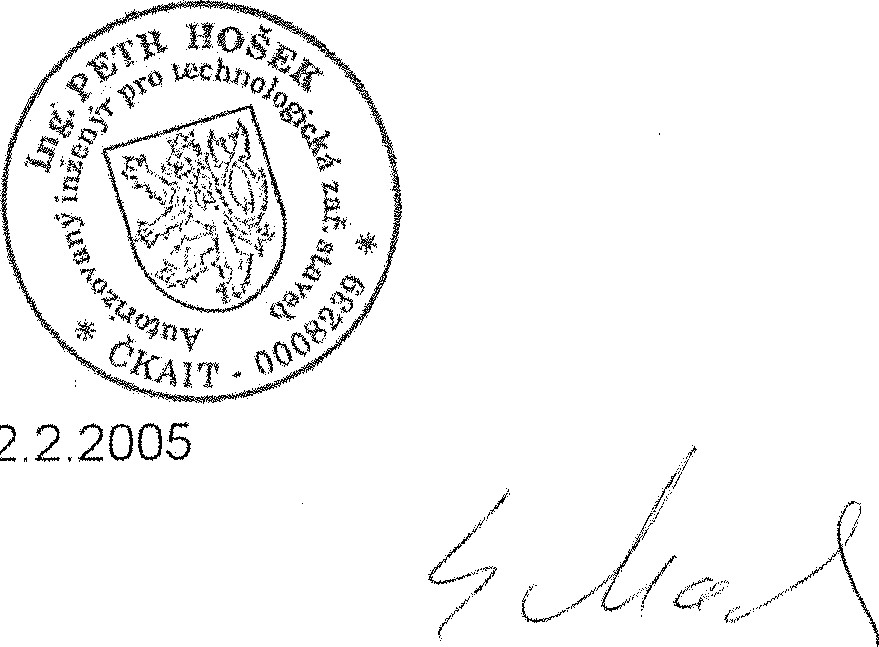 Ing. PETR HOŠEK
Autorizovaný inženýr pro technologická zař. staveb
* ČKAIT - 0008239 *
2.2.2005